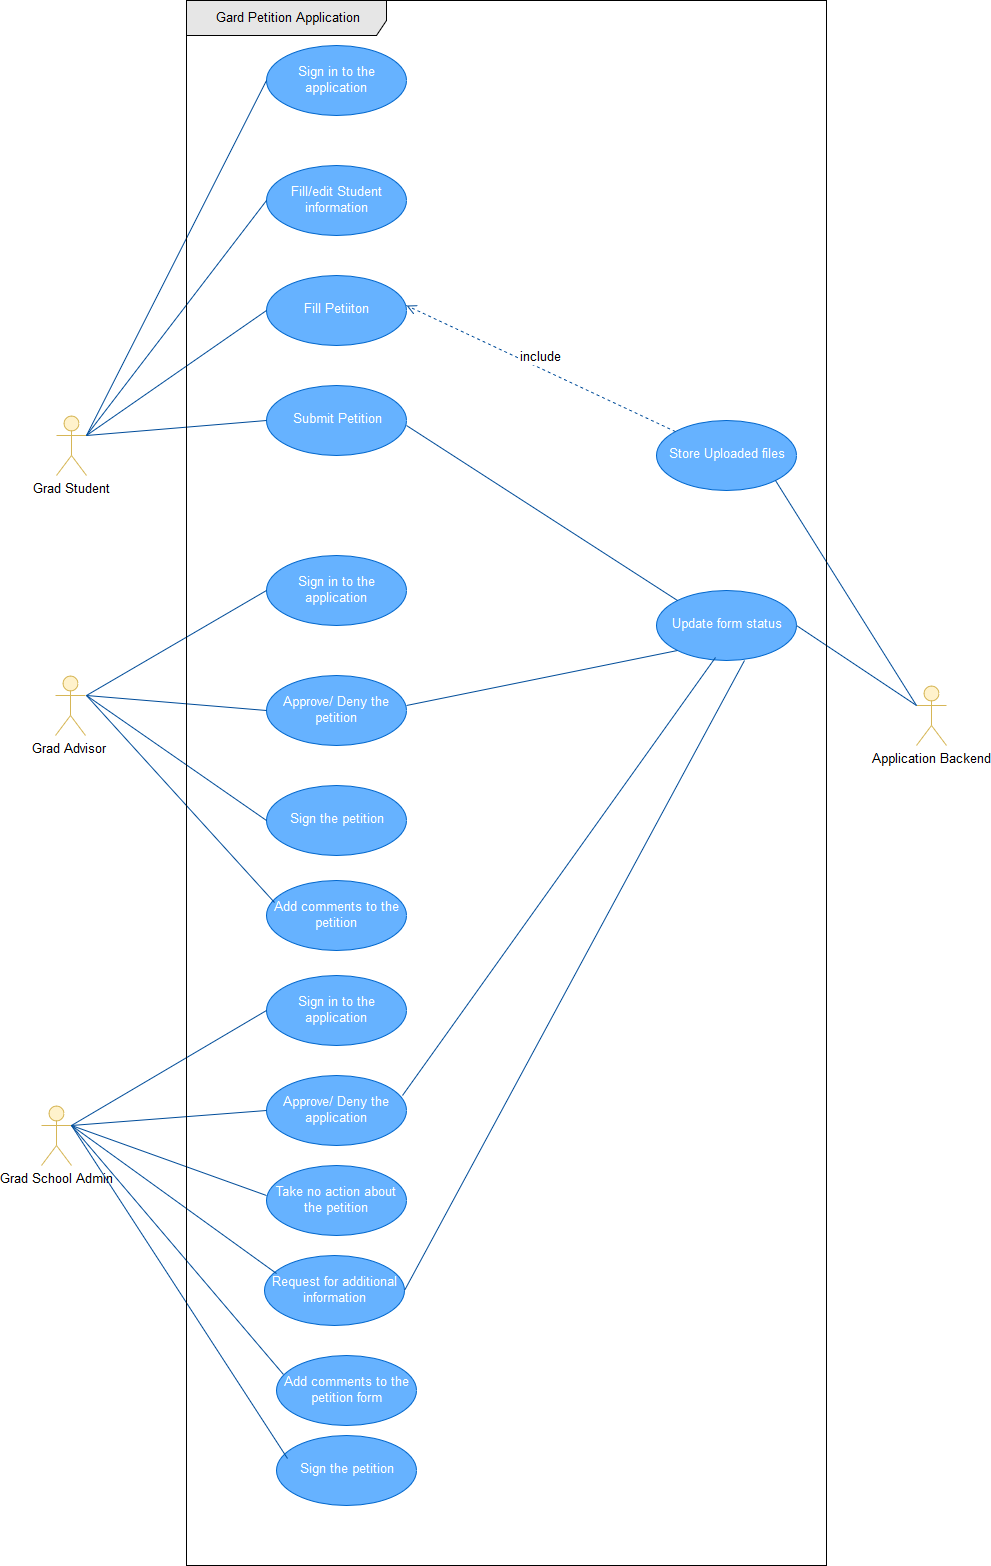 Gard Petition Application
Sign in to the
application
Fill/edit Student
information
Fill Petiiton
include
Submit Petition
Store Uploaded files
Grad Student
Sign in to the
application
Update form status
Approve/ Deny the
petition
Grad Advisor
Application Backend
Sign the petition
Add comments to the
petition
Sign in to the
application
Approve/ Deny the
application
Grad School Admin
Take no action about
the petition
Request for additional
information
Add comments to the
petition form
Sign the petition